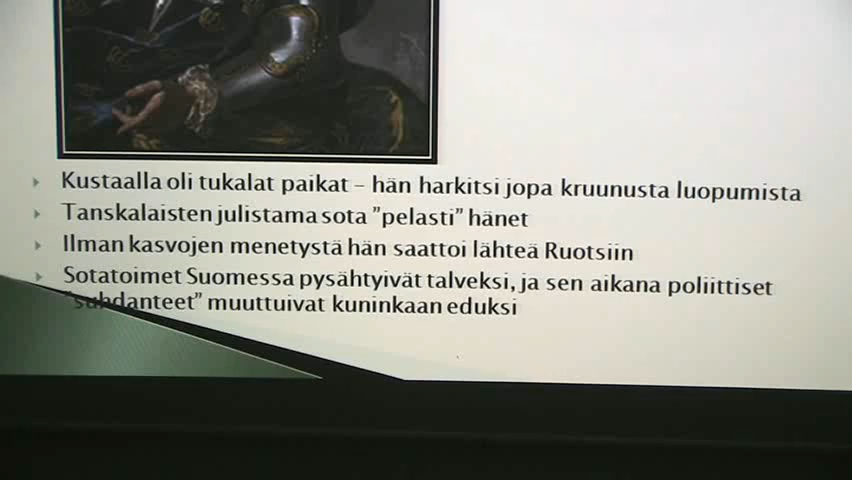 Kustaalla oli tukalat paikat – hän harkitsi jopa kruunusta luopumista
Tanskalaisten julistama sota ”pelasti” hänet
Ilman kasvojen menetystä hän saattoi lähteä Ruotsiin
Sotatoimet Suomessa pysähtyivät talveksi, ja sen aikana poliittiset
”suhdanteet” muuttuivat kuninkaan eduksi